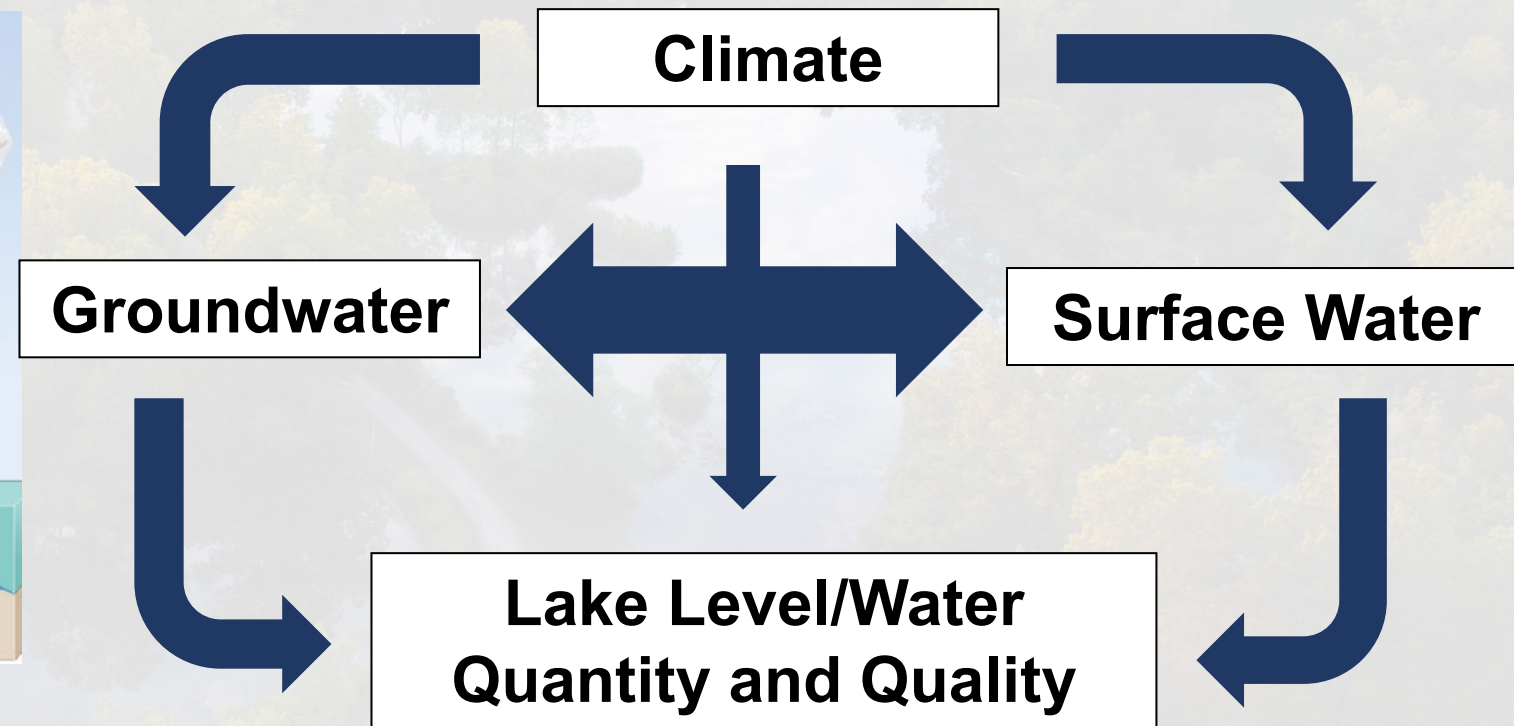 Climate
Groundwater
Surface Water
Lake Level/Water
Quantity and Quality